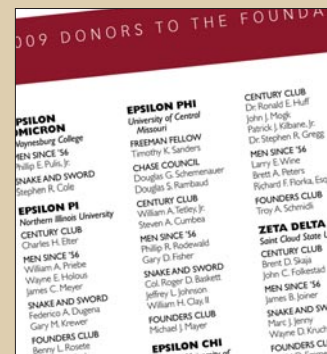 009 DONORS TO THE FOUNDA
PSILON
OMICRON
Waynesburg College
MEN SINCE '56
Phillip E. Pulis, Jr.
SNAKE AND SWORD
Stephen R. Cole
EPSILON PI
Northern Illinois University
CENTURY CLUB
Charles H. Elter
MEN SINCE '56
William A. Priebe
Wayne E. Holous
James C. Meyer
SNAKE AND SWORD
Federico A. Dugena
Gary M. Krewer
FOUNDERS CLUB
Benny L. Rosete
EPSILON PHI
University of Central
Missouri
FREEMAN FELLOW
Timothy K. Sanders
CHASE COUNCIL
Douglas G. Schemenauer
Douglas S. Rambaud
CENTURY CLUB
William A. Tetley, Jr.
Steven A. Cumbea
MEN SINCE '56
Phillip R. Rodewald
Gary D. Fisher
SNAKE AND SWORD
Col. Roger D. Baskett
Jeffrey L. Johnson
William H. Clay, II
FOUNDERS CLUB
Michael J. Mayer
EPSILON CHI
University of
CENTURY CLUB
Dr. Ronald E. Huff
John J. Mogk
Patrick J. Kilbane, Jr.
Dr. Stephen R. Gregg
MEN SINCE '56
Larry E. Wine
Brett A. Peters
Richard F. Florka, Esq
FOUNDERS CLUB
Troy A. Schmidli
ZETA DELTA
Saint Cloud State U
CENTURY CLUB
Brent D. Skaja
John C. Folkestad
MEN SINCE '56
James B. Joiner
SNAKE AND SW
Marc J. Jenny
Wayne D. Kruch
FOUNDERS CL